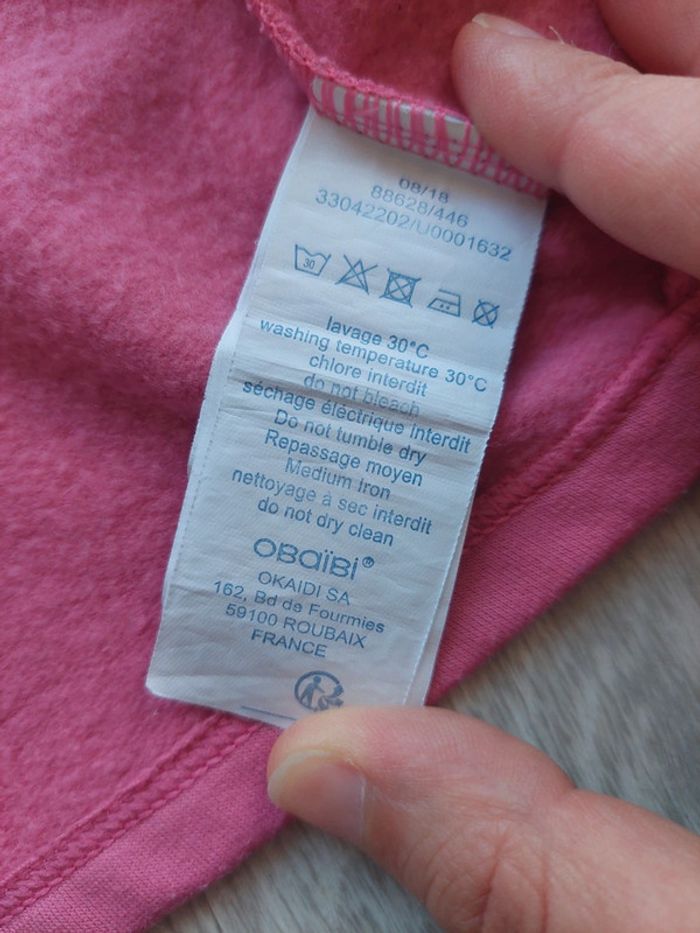 08/18
88628/446
33042202/U0001632
30
lavage 30°C
washing temperature 30°C
chlore interdit
do not bleach
séchage électrique interdit
Do not tumble dry
Repassage moyen
Medium Iron
nettoyage à sec interdit
do not dry clean
OBaïBi®
OKAIDI SA
162, Bd de Fourmies
59100 ROUBAIX
FRANCE